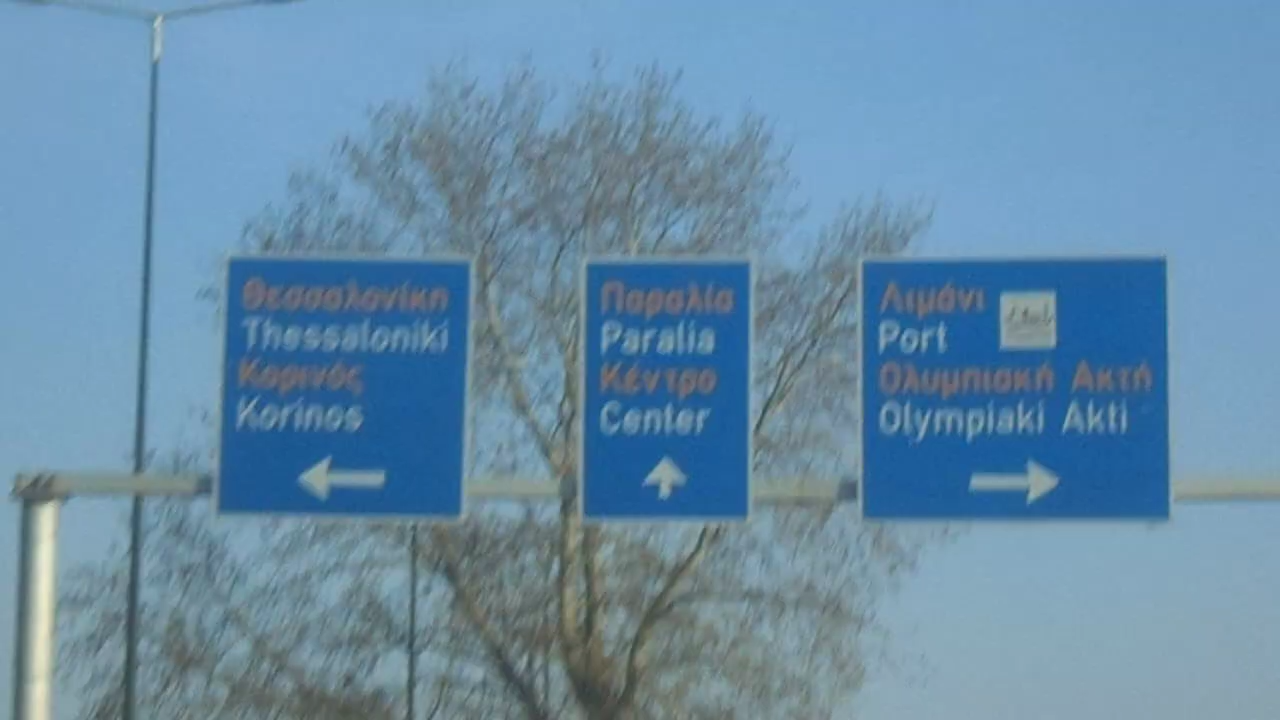 Θεσσαλονίκη
Thessaloniki
Κορινός
Korinos
Παραλία
Paralia
Κέντρο
Center
Λιμάνι
Port
Ολυμπιακή Ακτή
Olympiaki Akti